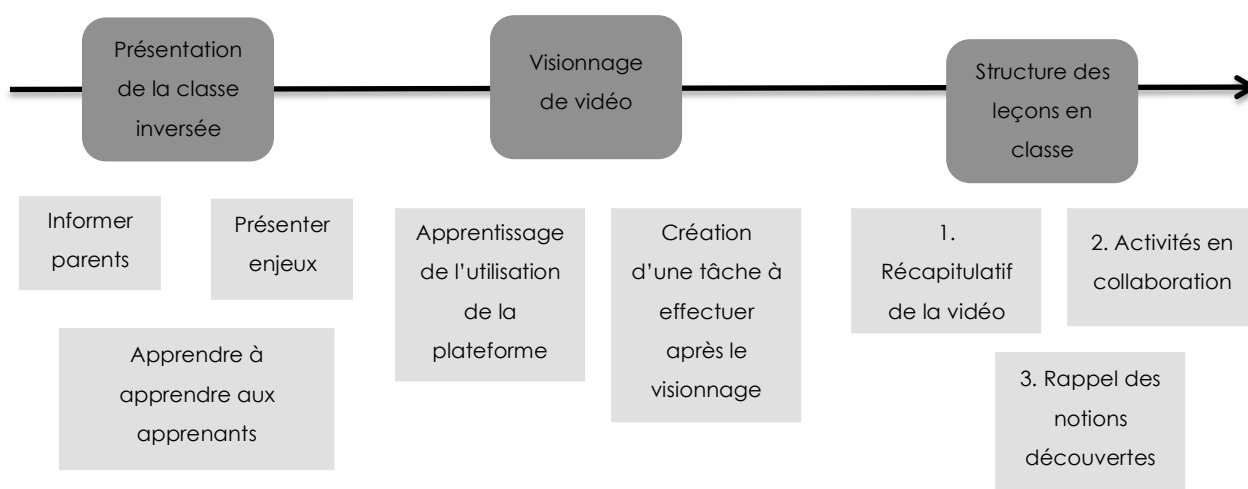 Présentation
de la classe
inversée
Visionnage
de vidéo
Structure des
leçons en
classe
Informer
parents
Présenter
enjeux
Apprendre à
apprendre aux
apprenants
Apprentissage
de l’utilisation
de la
plateforme
Création
d’une tâche à
effectuer
après le
visionnage
1.
Récapitulatif
de la vidéo
2. Activités en
collaboration
3. Rappel des
notions
découvertes